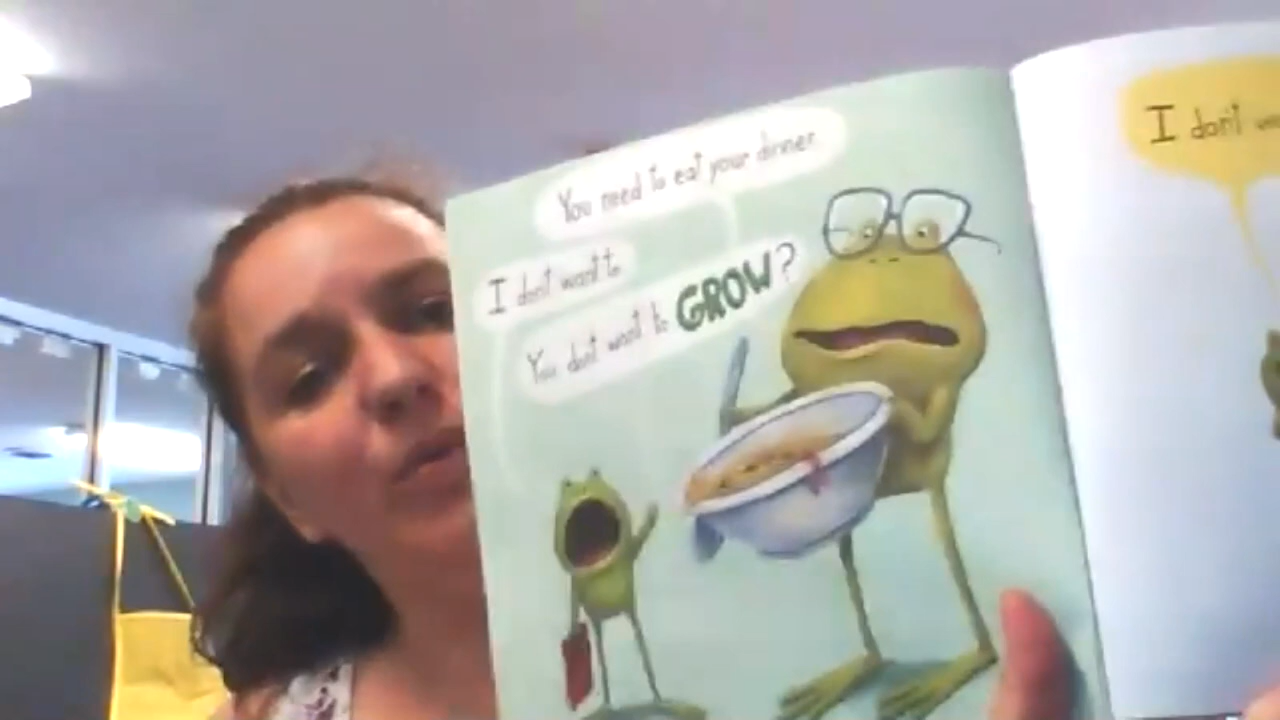 You need to eat your dinner.
I don't want to
You don't want to GROW?
I don't